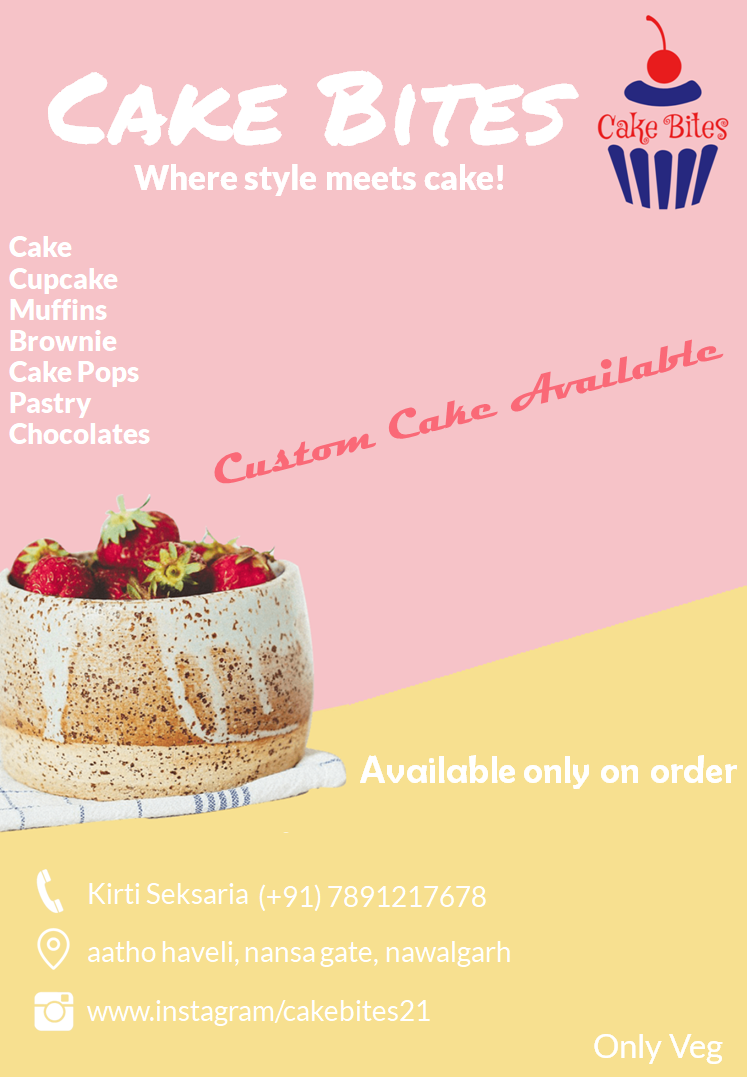 Cake Bites
Where style meets cake!
Cake Bites
Cake
Cupcake
Muffins
Brownie
Cake Pops
Pastry
Chocolates
Custom Cake Available
Available only on order
Kirti Seksaria (+91) 7891217678
aatho haveli, nansa gate, nawalgarh
www.instagram/cakebites21
Only Veg